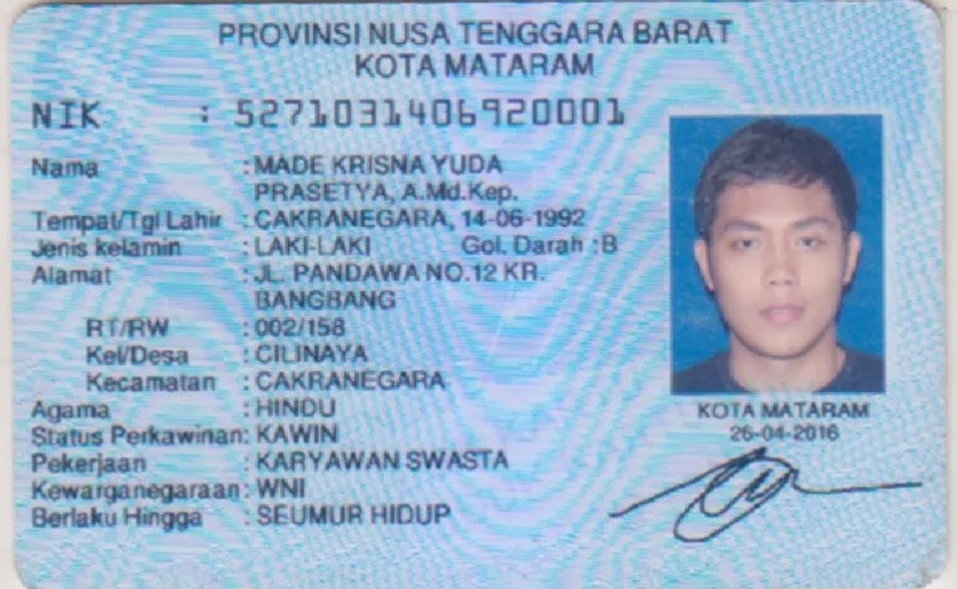 PROVINSI NUSA TENGGARA BARAT
KOTA MATARAM
NIK : 5271031406920001
Nama : MADE KRISNA YUDA
PRASETYA, A.Md.Kep.
Tempat/Tgl Lahir : CAKRANEGARA, 14-06-1992
Jenis kelamin : LAKI-LAKI Gol. Darah : B
Alamat : JL. PANDAWA NO.12 KR.
BANGBANG
RT/RW : 002/158
Kel/Desa : CILINAYA
Kecamatan : CAKRANEGARA
Agama : HINDU
Status Perkawinan: KAWIN
Pekerjaan : KARYAWAN SWASTA
Kewarganegaraan : WNI
Berlaku Hingga : SEUMUR HIDUP
KOTA MATARAM
26-04-2016